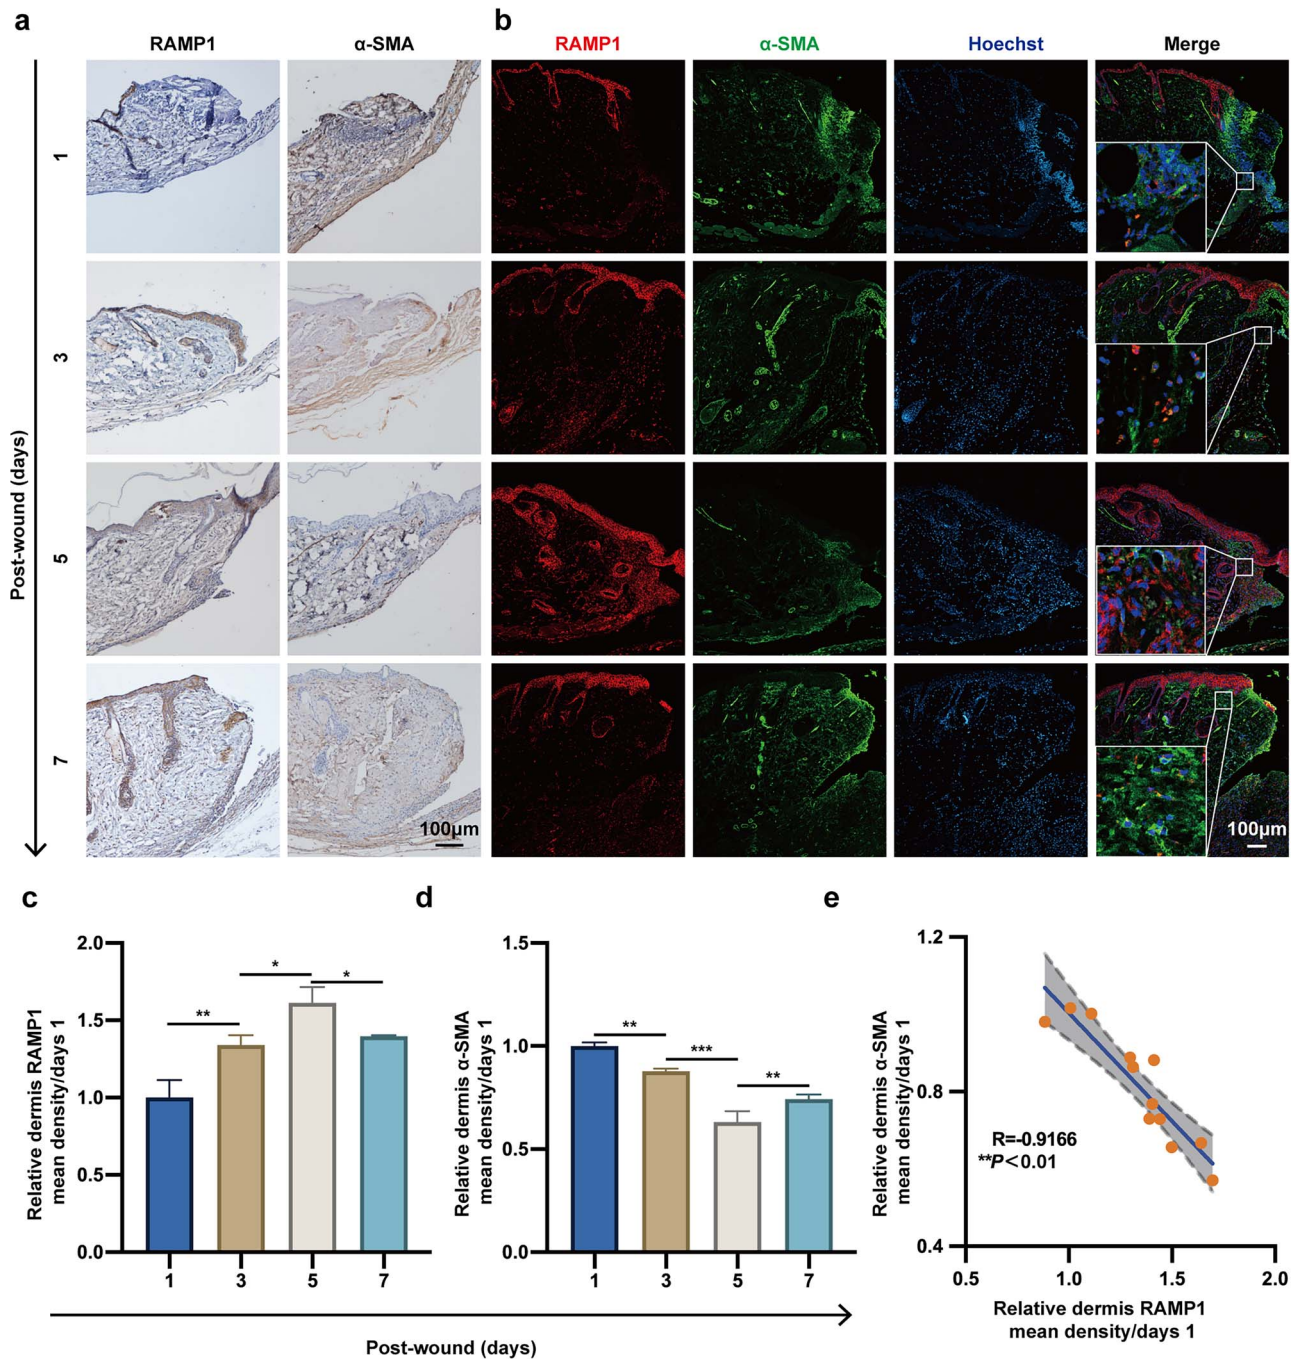 a
b
RAMP1
α-SMA
RAMP1
α-SMA
Hoechst
Merge
Post-wound (days)
1
3
5
7
100μm
100μm
c
d
e
Relative dermis RAMP1
mean density/days 1
2.0
1.5
1.0
0.5
0.0
**
*
*
1
3
5
7
Relative dermis α-SMA
mean density/days 1
1.5
1.0
0.5
0.0
**
***
**
1
3
5
7
Post-wound (days)
Relative dermis α-SMA
mean density/days 1
1.2
0.8
0.4
R=-0.9166
**P<0.01
0.5
1.0
1.5
2.0
Relative dermis RAMP1
mean density/days 1